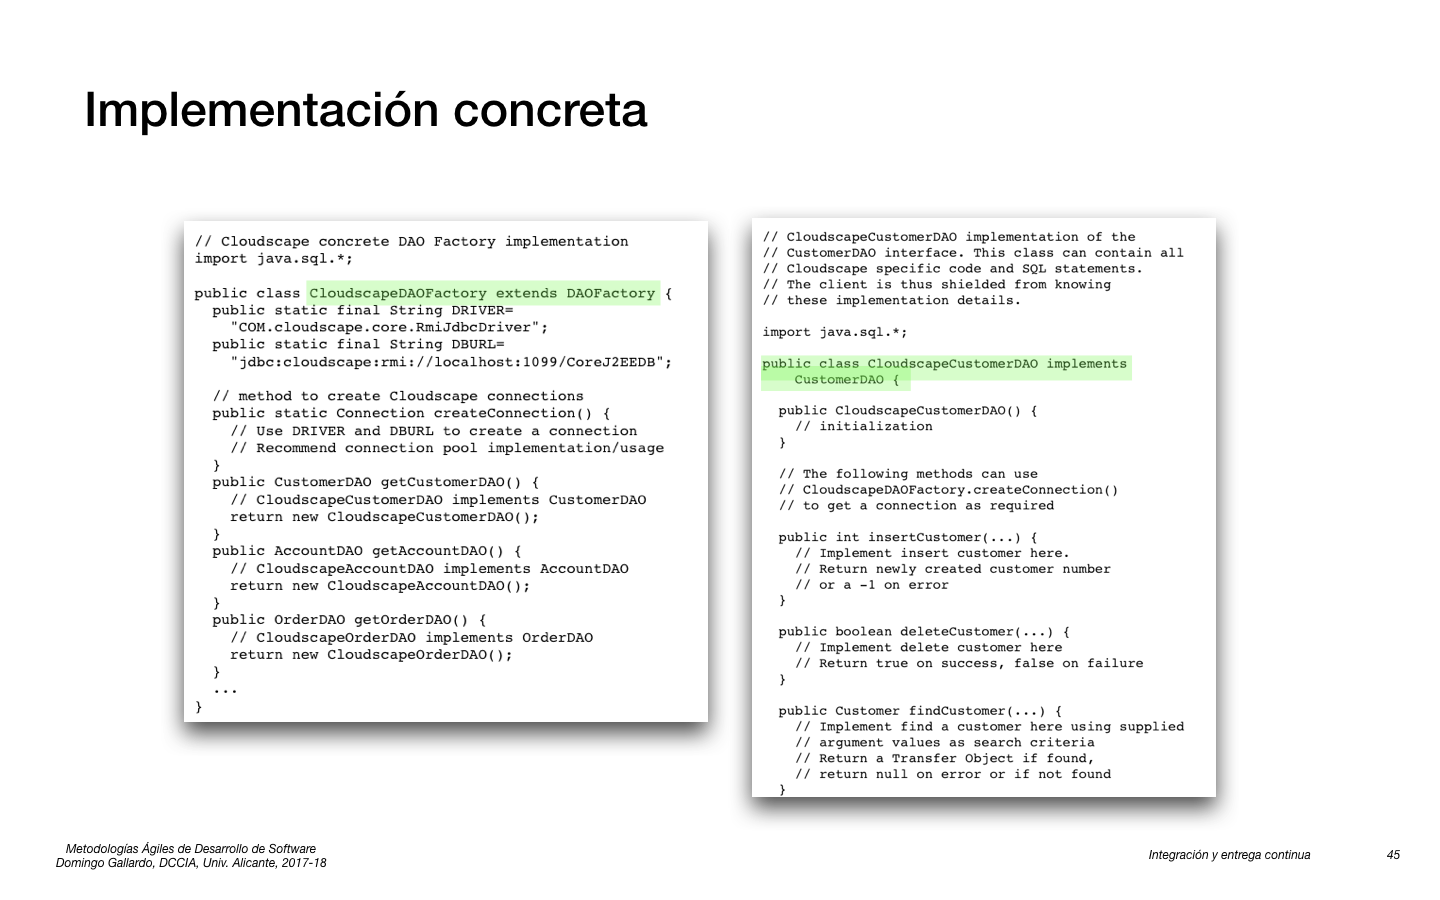 Implementación concreta
// Cloudscape concrete DAO Factory implementation
import java.sql.*;
public class CloudscapeDAOFactory extends DAOFactory {
public static final String DRIVER=
"COM.cloudscape.core.RmiJdbcDriver";
public static final String DBURL=
"jdbc:cloudscape:rmi://localhost:1099/CoreJ2EEDB";
// method to create Cloudscape connections
public static Connection createConnection() {
// Use DRIVER and DBURL to create a connection
// Recommend connection pool implementation/usage
}
public CustomerDAO getCustomerDAO() {
// CloudscapeCustomerDAO implements CustomerDAO
return new CloudscapeCustomerDAO();
}
public AccountDAO getAccountDAO() {
// CloudscapeAccountDAO implements AccountDAO
return new CloudscapeAccountDAO();
}
public OrderDAO getOrderDAO() {
// CloudscapeOrderDAO implements OrderDAO
return new CloudscapeOrderDAO();
}
...
}
// CloudscapeCustomerDAO implementation of the
// CustomerDAO interface. This class can contain all
// Cloudscape specific code and SQL statements.
// The client is thus shielded from knowing
// these implementation details.
import java.sql.*;
public class CloudscapeCustomerDAO implements
CustomerDAO {
public CloudscapeCustomerDAO() {
// initialization
}
// The following methods can use
// CloudscapeDAOFactory.createConnection()
// to get a connection as required
public int insertCustomer(...) {
// Implement insert customer here.
// Return newly created customer number
// or a -1 on error
}
public boolean deleteCustomer(...) {
// Implement delete customer here
// Return true on success, false on failure
}
public Customer findCustomer(...) {
// Implement find a customer here using supplied
// argument values as search criteria
// Return a Transfer Object if found,
// return null on error or if not found
}
Metodologías Ágiles de Desarrollo de Software
Domingo Gallardo, DCCIA, Univ. Alicante, 2017-18
Integración y entrega continua
45